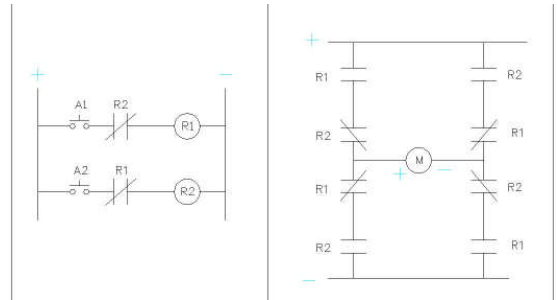 + −
A1 R2
R1
A2 R1
R2
+
R1 R2
R2 R1
M
+ −
R1 R2
R2 R1
−